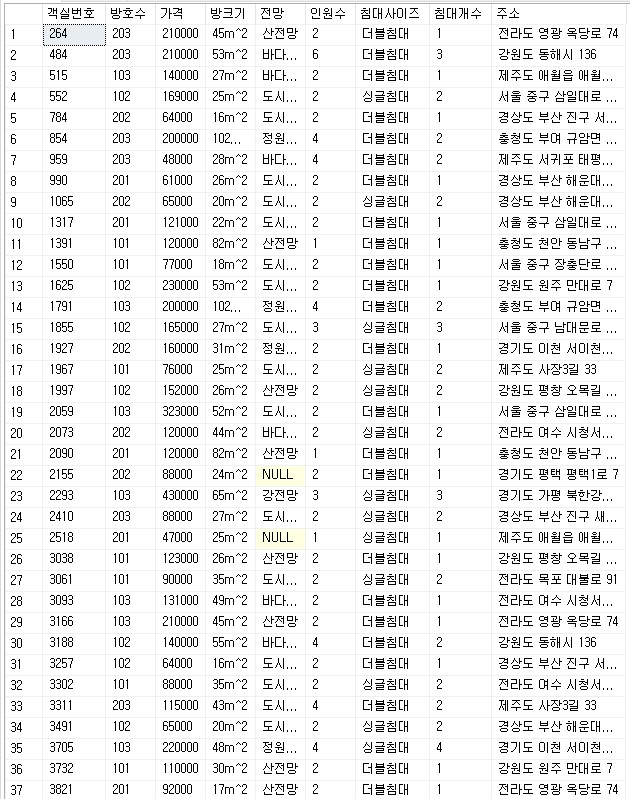 객실번호 방호수 가격 방크기 전망 인원수 침대사이즈 침대개수 주소
1 264 203 210000 45m^2 산전망 2 더블침대 1 전라도 영광 옥당로 74
2 484 203 210000 53m^2 바다... 6 더블침대 3 강원도 동해시 136
3 515 103 140000 27m^2 바다... 2 더블침대 1 제주도 애월읍 애월...
4 552 102 169000 25m^2 도시... 2 싱글침대 2 서울 중구 삼일대로 ...
5 784 202 64000 16m^2 도시... 2 더블침대 1 경상도 부산 진구 서...
6 854 203 200000 102... 정원... 4 더블침대 2 충청도 부여 규암면 ...
7 959 203 48000 28m^2 바다... 4 더블침대 2 제주도 서귀포 태평...
8 990 201 61000 26m^2 도시... 2 더블침대 1 경상도 부산 해운대...
9 1065 202 65000 20m^2 도시... 2 싱글침대 2 경상도 부산 해운대...
10 1317 201 121000 22m^2 도시... 2 더블침대 1 서울 중구 삼일대로 ...
11 1391 101 120000 82m^2 산전망 1 더블침대 1 충청도 천안 동남구 ...
12 1550 101 77000 18m^2 도시... 2 더블침대 1 서울 중구 장충단로 ...
13 1625 102 230000 53m^2 도시... 2 더블침대 1 강원도 원주 만대로 7
14 1791 103 200000 102... 정원... 4 더블침대 2 충청도 부여 규암면 ...
15 1855 102 165000 27m^2 도시... 3 싱글침대 3 서울 중구 남대문로 ...
16 1927 202 160000 31m^2 정원... 2 더블침대 1 경기도 이천 서이천...
17 1967 101 76000 25m^2 도시... 2 싱글침대 2 제주도 사장3길 33
18 1997 102 152000 26m^2 산전망 2 싱글침대 2 강원도 평창 오목길 ...
19 2059 103 323000 52m^2 도시... 2 더블침대 1 서울 중구 삼일대로 ...
20 2073 202 120000 44m^2 바다... 2 싱글침대 2 전라도 여수 시청서...
21 2090 201 120000 82m^2 산전망 1 더블침대 1 충청도 천안 동남구 ...
22 2155 202 88000 24m^2 NULL 2 더블침대 1 경기도 평택 평택1로 7
23 2293 103 430000 65m^2 강전망 3 싱글침대 3 경기도 가평 북한강...
24 2410 203 88000 27m^2 도시... 2 싱글침대 2 경상도 부산 진구 새...
25 2518 201 47000 25m^2 NULL 1 싱글침대 1 제주도 애월읍 애월...
26 3038 101 123000 26m^2 산전망 2 더블침대 1 강원도 평창 오목길 ...
27 3061 101 90000 35m^2 도시... 2 싱글침대 2 전라도 목포 대불로 91
28 3093 103 131000 49m^2 바다... 2 더블침대 1 전라도 여수 시청서...
29 3166 103 210000 45m^2 산전망 2 더블침대 1 전라도 영광 옥당로 74
30 3188 102 140000 55m^2 바다... 4 더블침대 2 강원도 동해시 136
31 3257 102 64000 16m^2 도시... 2 더블침대 1 경상도 부산 진구 서...
32 3302 101 88000 35m^2 도시... 2 싱글침대 2 전라도 여수 시청서...
33 3311 203 115000 43m^2 도시... 4 더블침대 2 제주도 사장3길 33
34 3491 102 65000 20m^2 도시... 2 싱글침대 2 경상도 부산 해운대...
35 3705 103 220000 48m^2 정원... 4 싱글침대 4 경기도 이천 서이천...
36 3732 101 110000 30m^2 산전망 2 더블침대 1 강원도 원주 만대로 7
37 3821 201 92000 17m^2 산전망 2 더블침대 1 전라도 영광 옥당로 74